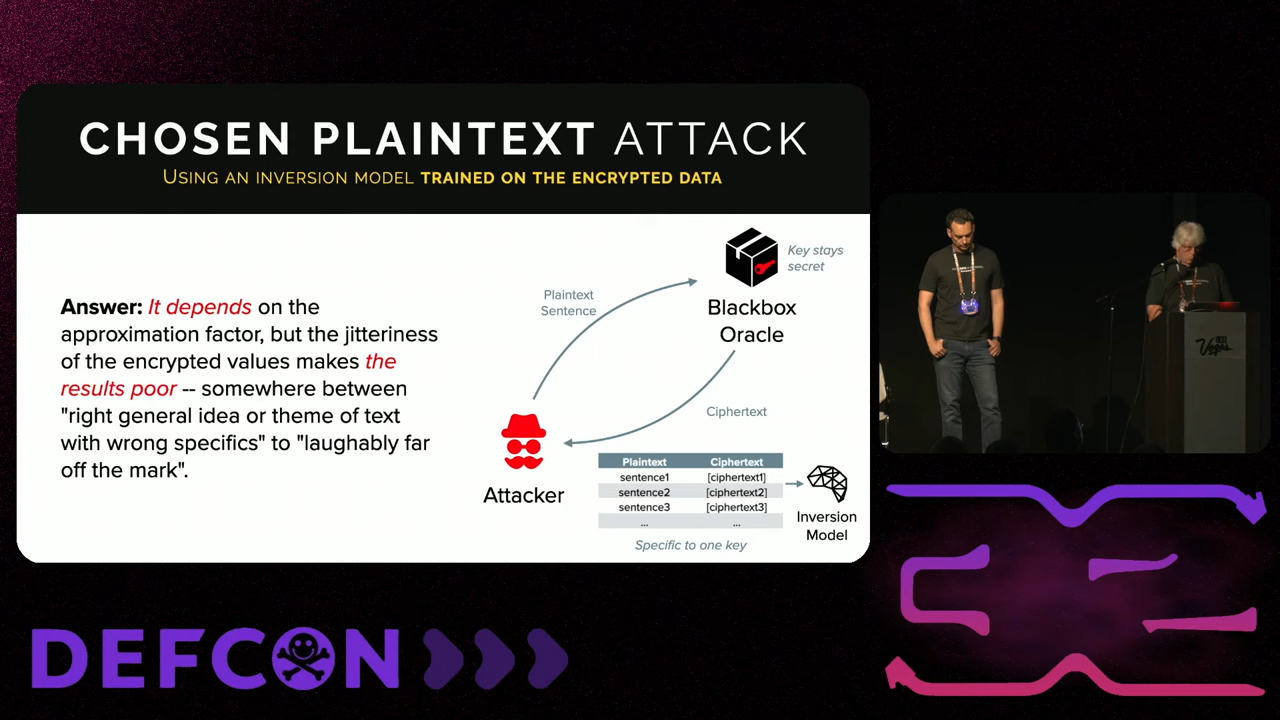 CHOSEN PLAINTEXT ATTACK
USING AN INVERSION MODEL TRAINED ON THE ENCRYPTED DATA
Answer: It depends on the
approximation factor, but the jitteriness
of the encrypted values makes the
results poor -- somewhere between
"right general idea or theme of text
with wrong specifics" to "laughably far
off the mark".
Plaintext
Sentence
Key stays
secret
Blackbox
Oracle
Ciphertext
Attacker
Plaintext Ciphertext
sentence1 [ciphertext1]
sentence2 [ciphertext2]
sentence3 [ciphertext3]
... ...
Specific to one key
Inversion
Model
Vegas
DEFCON